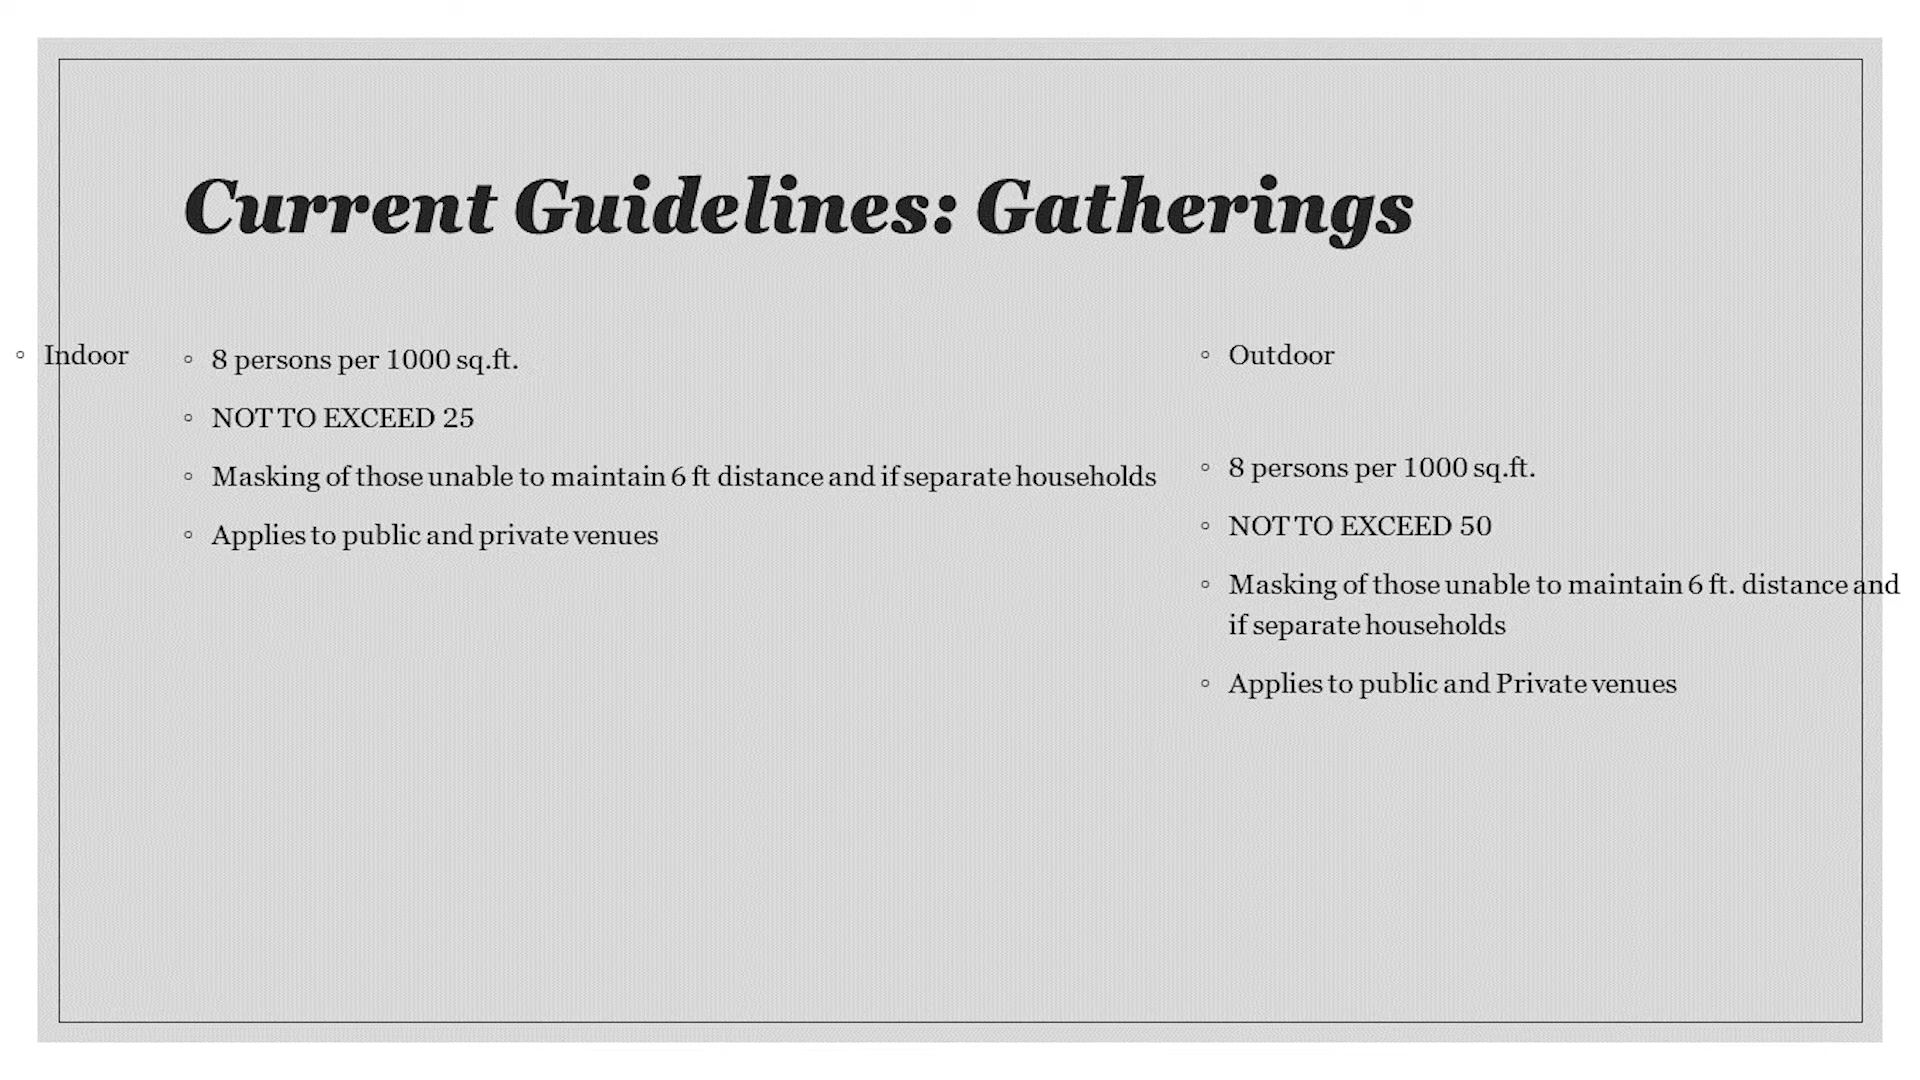 Current Guidelines: Gatherings
Indoor
8 persons per 1000 sq.ft.
NOT TO EXCEED 25
Masking of those unable to maintain 6 ft distance and if separate households
Applies to public and private venues
Outdoor
8 persons per 1000 sq.ft.
NOT TO EXCEED 50
Masking of those unable to maintain 6 ft. distance and
if separate households
Applies to public and Private venues